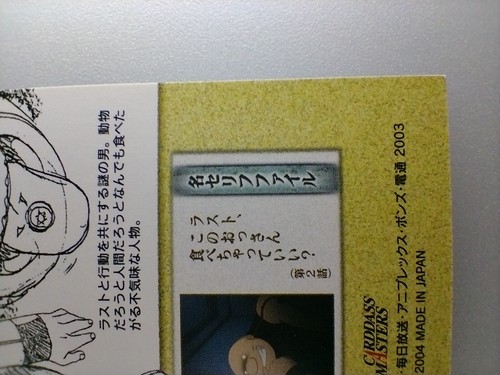 ラストと行動を共にする謎の男。動物
だろうと人間だろうとなんでも食べた
がる不気味な人物。
名セリフファイル
ラスト、
このおっさん
食べちゃっていい?
(第2話)
CARDDASS
MASTERS
・毎日放送・アニプレックス・ボンズ・電通 2003
2004 MADE IN JAPAN